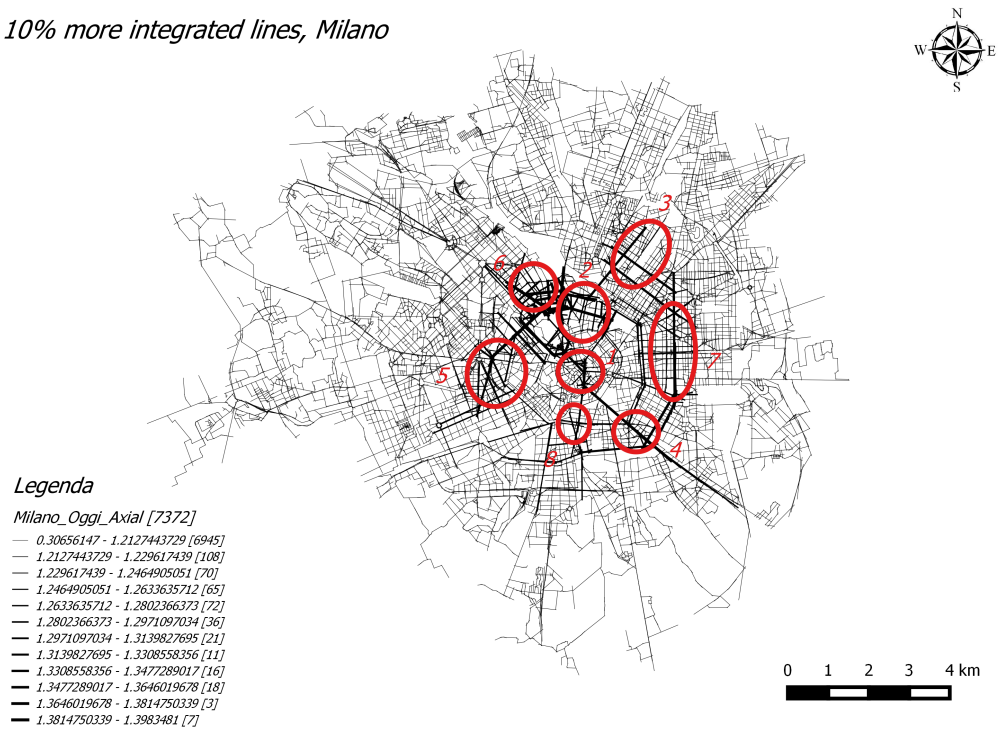 10% more integrated lines, Milano
N
W E
S
3
6
2
1
7
5
4
8
Legenda
Milano_Oggi_Axial [7372]
0.30656147 - 1.2127443729 [6945]
1.2127443729 - 1.229617439 [108]
1.229617439 - 1.2464905051 [70]
1.2464905051 - 1.2633635712 [65]
1.2633635712 - 1.2802366373 [72]
1.2802366373 - 1.2971097034 [36]
1.2971097034 - 1.3139827695 [21]
1.3139827695 - 1.3308558356 [11]
1.3308558356 - 1.3477289017 [16]
1.3477289017 - 1.3646019678 [18]
1.3646019678 - 1.3814750339 [3]
1.3814750339 - 1.3983481 [7]
0 1 2 3 4 km